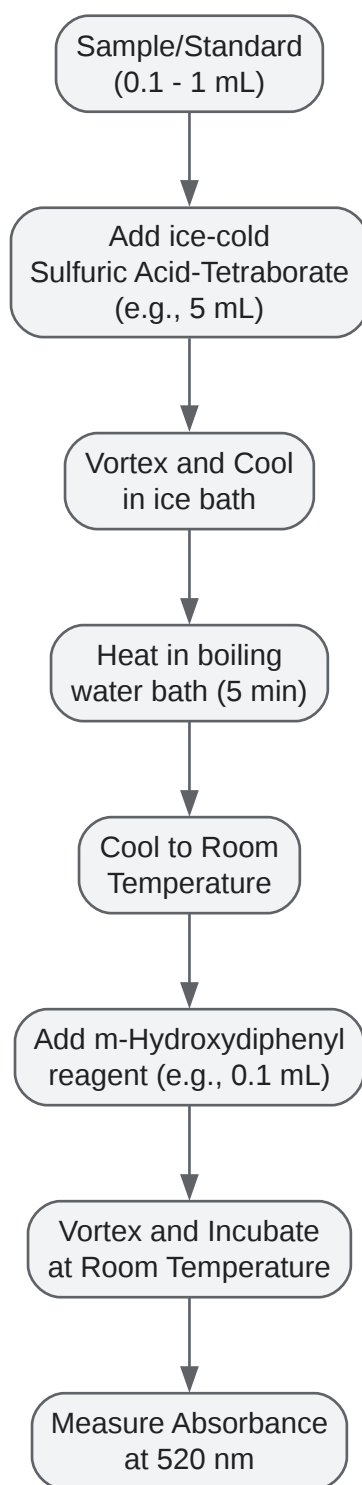 Sample/Standard
(0.1 - 1 mL)
Add ice-cold
Sulfuric Acid-Tetraborate
(e.g., 5 mL)
Vortex and Cool
in ice bath
Heat in boiling
water bath (5 min)
Cool to Room
Temperature
Add m-Hydroxydiphenyl
reagent (e.g., 0.1 mL)
Vortex and Incubate
at Room Temperature
Measure Absorbance
at 520 nm